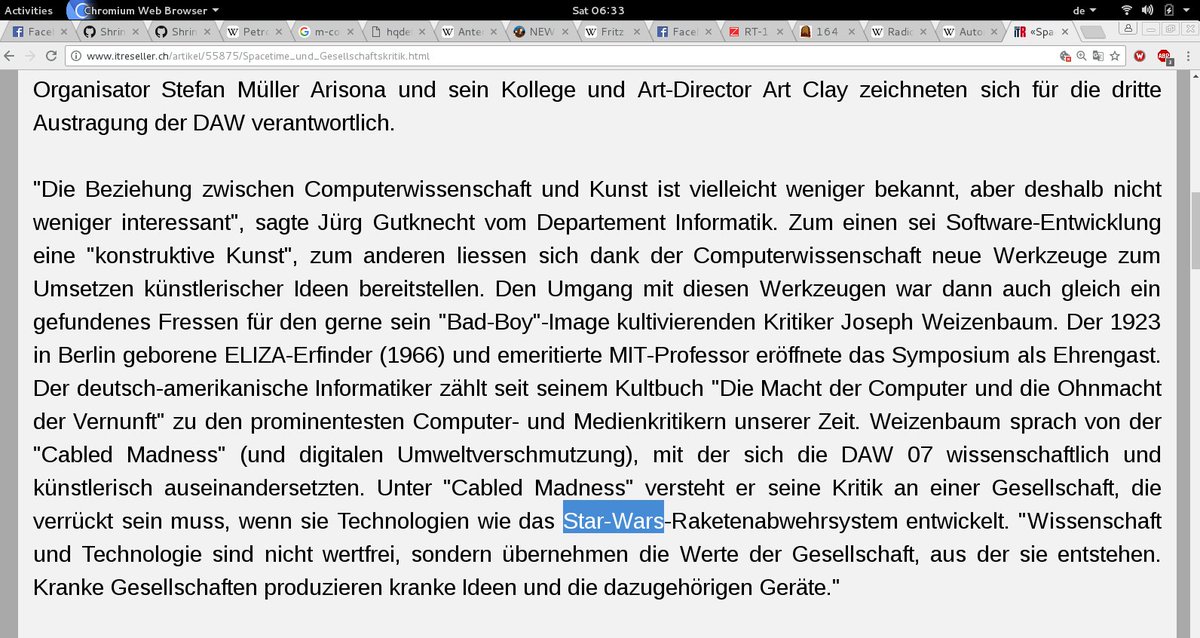 Activities Chromium Web Browser Sat 06:33 de
Facel Shrin Shrin Petro m-co hqde Anter NEW Fritz Facel RT-1 164 Radio Auto «Spa
www.itreseller.ch/artikel/55875/Spacetime_und_Gesellschaftskritik.html
Organisator Stefan Müller Arisona und sein Kollege und Art-Director Art Clay zeichneten sich für die dritte
Austragung der DAW verantwortlich.
"Die Beziehung zwischen Computerwissenschaft und Kunst ist vielleicht weniger bekannt, aber deshalb nicht
weniger interessant", sagte Jürg Gutknecht vom Departement Informatik. Zum einen sei Software-Entwicklung
eine "konstruktive Kunst", zum anderen liessen sich dank der Computerwissenschaft neue Werkzeuge zum
Umsetzen künstlerischer Ideen bereitstellen. Den Umgang mit diesen Werkzeugen war dann auch gleich ein
gefundenes Fressen für den gerne sein "Bad-Boy"-Image kultivierenden Kritiker Joseph Weizenbaum. Der 1923
in Berlin geborene ELIZA-Erfinder (1966) und emeritierte MIT-Professor eröffnete das Symposium als Ehrengast.
Der deutsch-amerikanische Informatiker zählt seit seinem Kultbuch "Die Macht der Computer und die Ohnmacht
der Vernunft" zu den prominentesten Computer- und Medienkritikern unserer Zeit. Weizenbaum sprach von der
"Cabled Madness" (und digitalen Umweltverschmutzung), mit der sich die DAW 07 wissenschaftlich und
künstlerisch auseinandersetzten. Unter "Cabled Madness" versteht er seine Kritik an einer Gesellschaft, die
verrückt sein muss, wenn sie Technologien wie das Star-Wars-Raketenabwehrsystem entwickelt. "Wissenschaft
und Technologie sind nicht wertfrei, sondern übernehmen die Werte der Gesellschaft, aus der sie entstehen.
Kranke Gesellschaften produzieren kranke Ideen und die dazugehörigen Geräte."